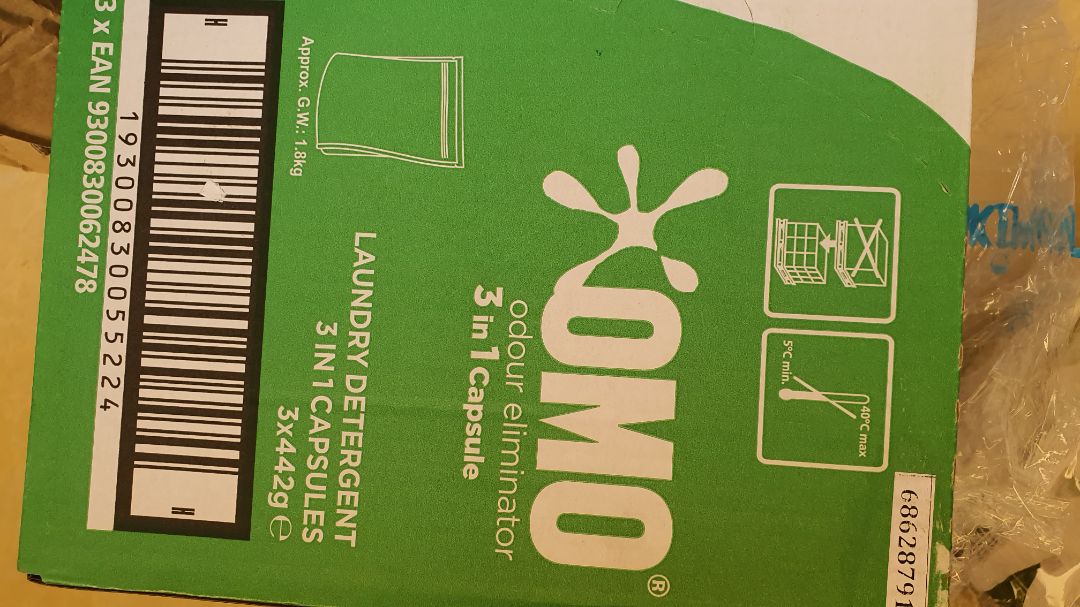 5°C min.
40°C max
68628791
OMO®
odour eliminator
3 in 1 Capsule
LAUNDRY DETERGENT
3 IN 1 CAPSULES
3x442g ℮
Approx. G.W.: 1.8kg
H
H
19300830055224
3 x EAN 9300830062478